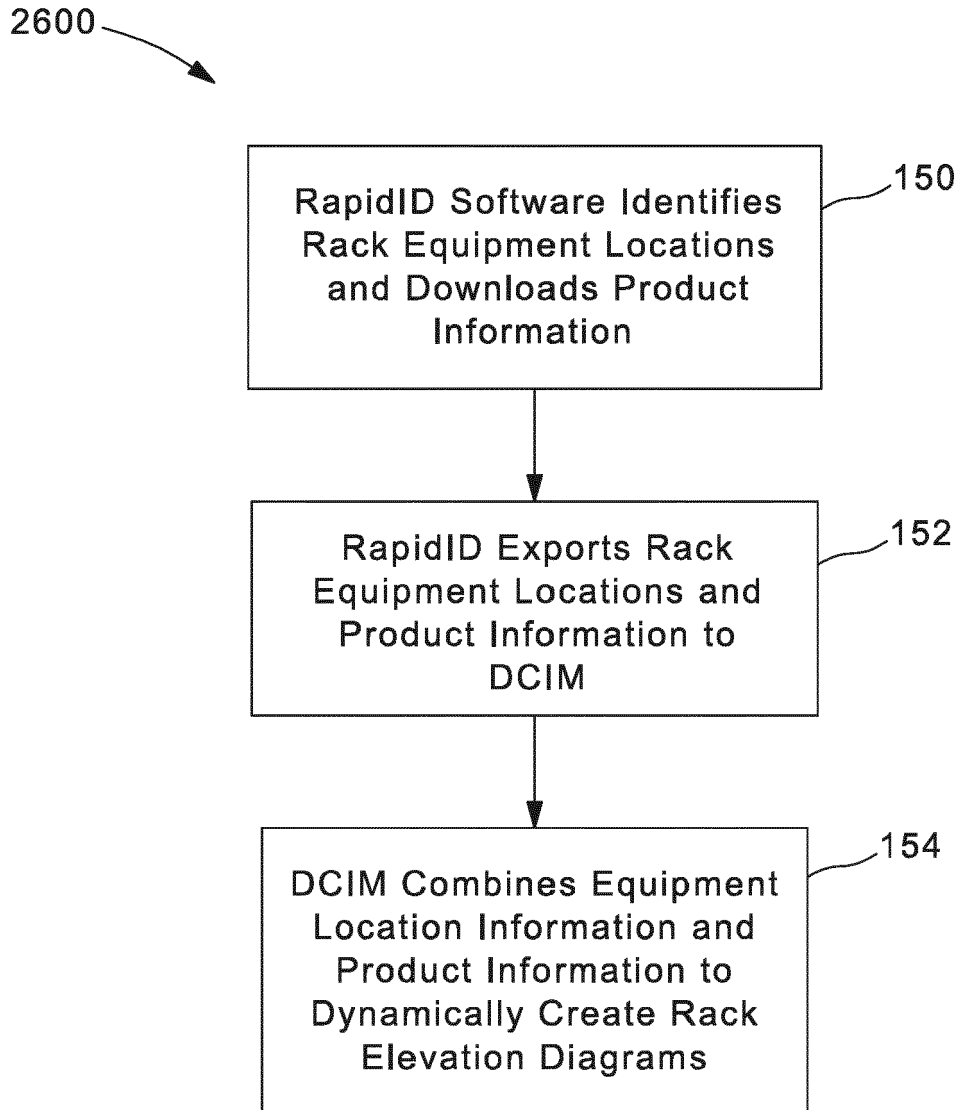 2600
150
RapidID Software Identifies
Rack Equipment Locations
and Downloads Product
Information
152
RapidID Exports Rack
Equipment Locations and
Product Information to
DCIM
154
DCIM Combines Equipment
Location Information and
Product Information to
Dynamically Create Rack
Elevation Diagrams